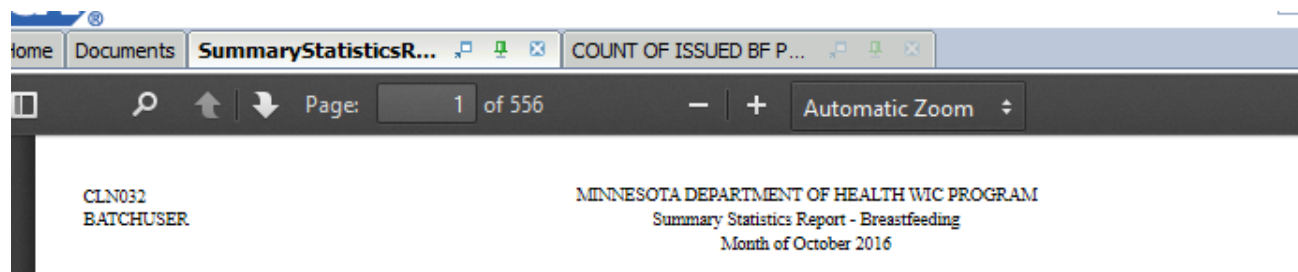 ®
Home Documents SummaryStatisticsR... COUNT OF ISSUED BF P...
Page: 1 of 556 Automatic Zoom
CLN032
BATCHUSER
MINNESOTA DEPARTMENT OF HEALTH WIC PROGRAM
Summary Statistics Report - Breastfeeding
Month of October 2016